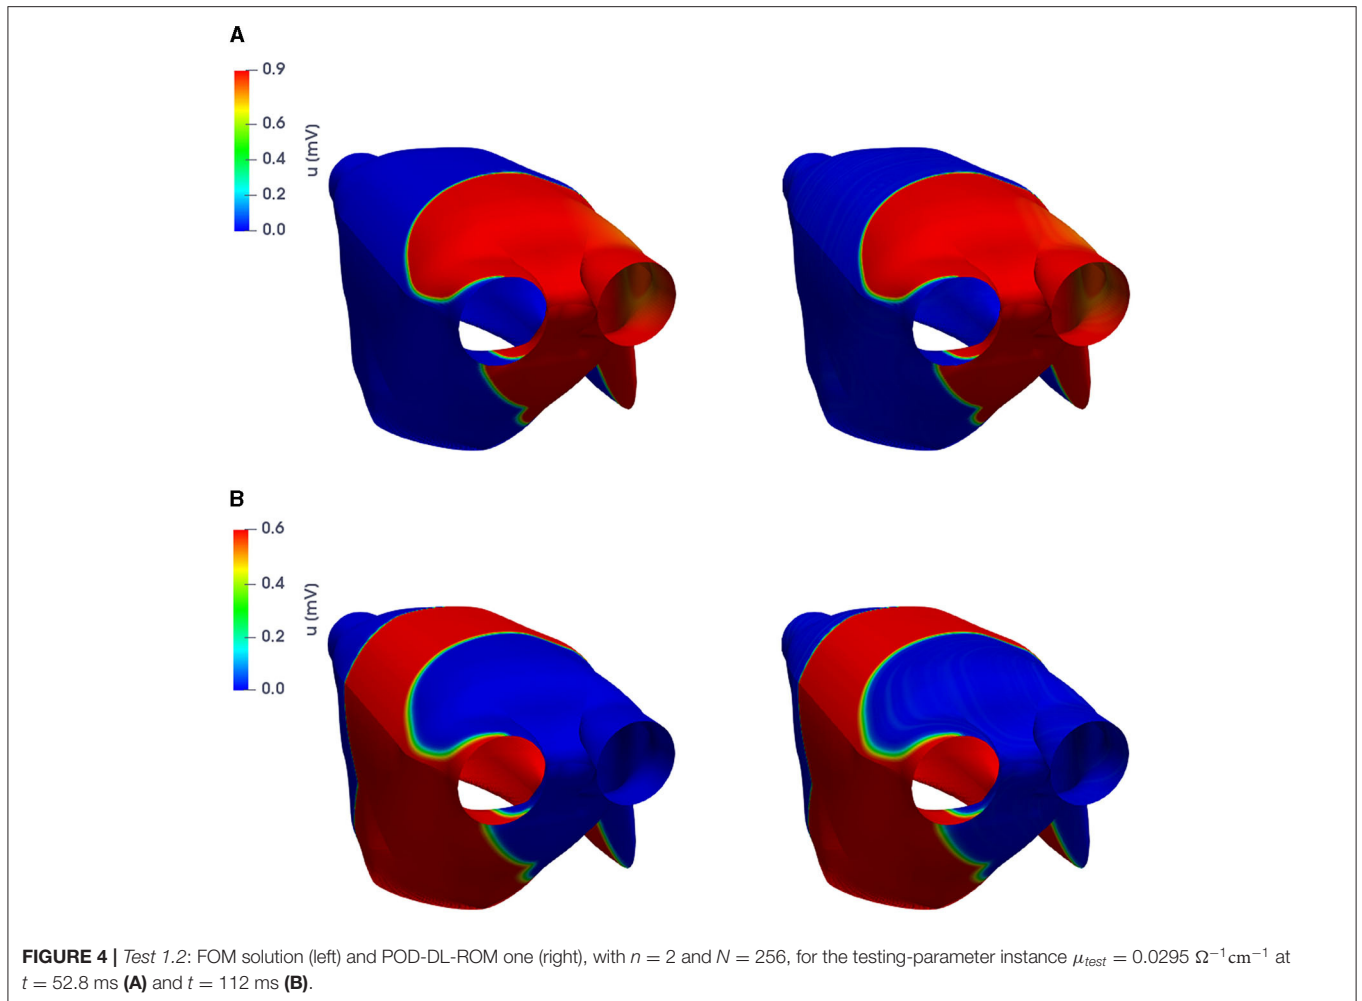 A
0.9
0.6
0.4
0.2
0.0
u (mV)
B
0.6
0.4
0.2
0.0
u (mV)
FIGURE 4 | Test 1.2: FOM solution (left) and POD-DL-ROM one (right), with n = 2 and N = 256, for the testing-parameter instance μtest = 0.0295 Ω−1cm−1 at
t = 52.8 ms (A) and t = 112 ms (B).